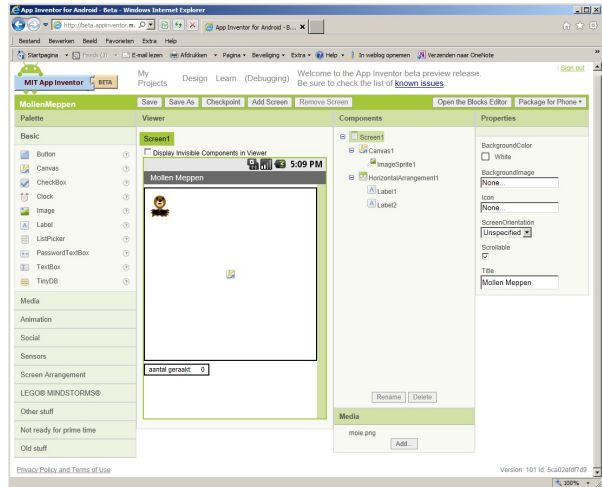 App Inventor for Android - Beta - Windows Internet Explorer
http://beta.appinventor.m.
App Inventor for Android - B...
Bestand Bewerken Beeld Favorieten Extra Help
Startpagina Feeds (J) E-mail lezen Afdrukken Pagina Beveiliging Extra Help In weblog opnemen Verzenden naar OneNote
Sign out
MIT App Inventor BETA
My Projects Design Learn (Debugging)
Welcome to the App Inventor beta preview release.
Be sure to check the list of known issues.
MollenMeppen
Save Save As Checkpoint Add Screen Remove Screen Open the Blocks Editor Package for Phone
Palette Viewer Components Properties
Basic
Button
Canvas
CheckBox
Clock
Image
Label
ListPicker
PasswordTextBox
TextBox
TinyDB
Media
Animation
Social
Sensors
Screen Arrangement
LEGO® MINDSTORMS®
Other stuff
Not ready for prime time
Old stuff
Screen1
Display Invisible Components in Viewer
5:09 PM
Mollen Meppen
aantal geraakt: 0
Screen1
Canvas1
ImageSprite1
HorizontalArrangement1
Label1
Label2
Rename Delete
Media
mole.png
Add...
BackgroundColor
White
BackgroundImage
None...
Icon
None...
ScreenOrientation
Unspecified
Scrollable
Title
Mollen Meppen
Privacy Policy and Terms of Use
Version: 101 Id: 5ca02efdf7d9
100%